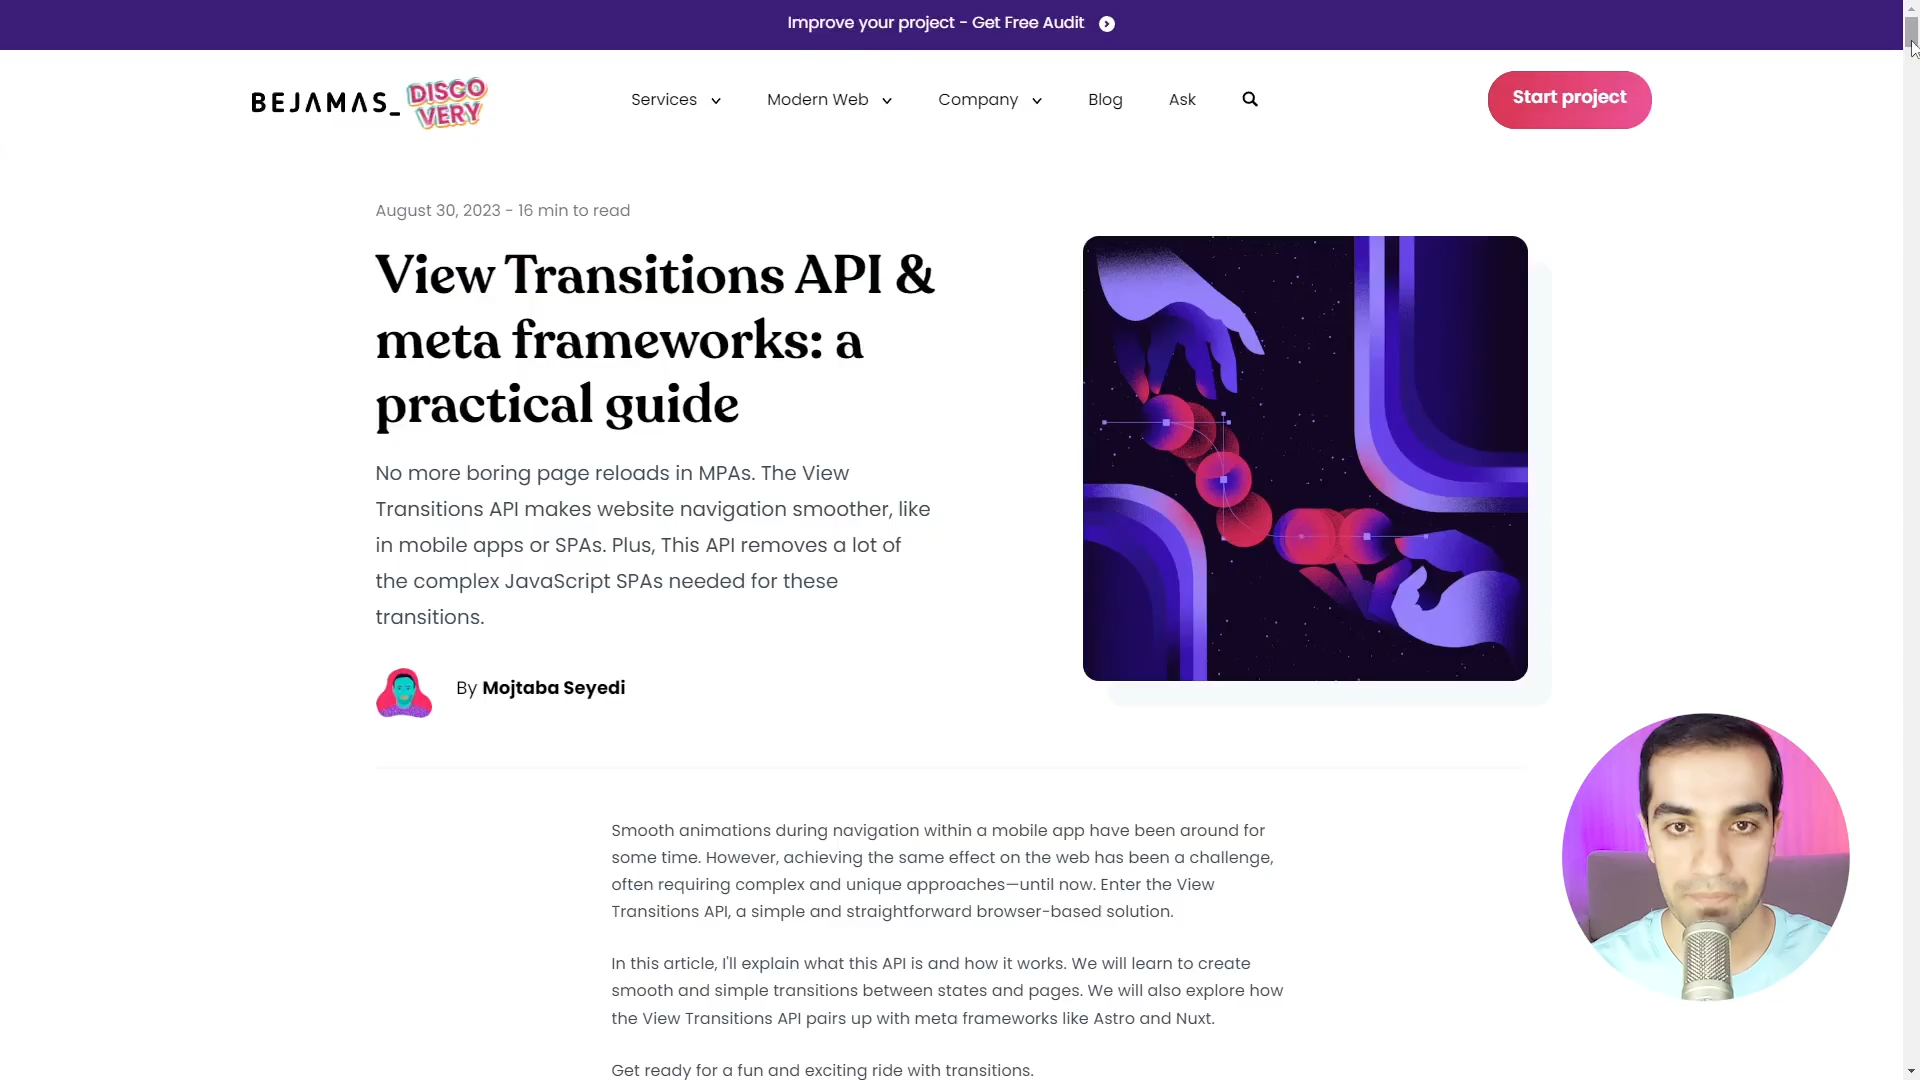 Improve your project - Get Free Audit
BEJAMAS_ DISCOVERY
Services Modern Web Company Blog Ask
Start project
August 30, 2023 - 16 min to read
View Transitions API &
meta frameworks: a
practical guide
No more boring page reloads in MPAs. The View
Transitions API makes website navigation smoother, like
in mobile apps or SPAs. Plus, This API removes a lot of
the complex JavaScript SPAs needed for these
transitions.
By Mojtaba Seyedi
Smooth animations during navigation within a mobile app have been around for
some time. However, achieving the same effect on the web has been a challenge,
often requiring complex and unique approaches—until now. Enter the View
Transitions API, a simple and straightforward browser-based solution.
In this article, I'll explain what this API is and how it works. We will learn to create
smooth and simple transitions between states and pages. We will also explore how
the View Transitions API pairs up with meta frameworks like Astro and Nuxt.
Get ready for a fun and exciting ride with transitions.